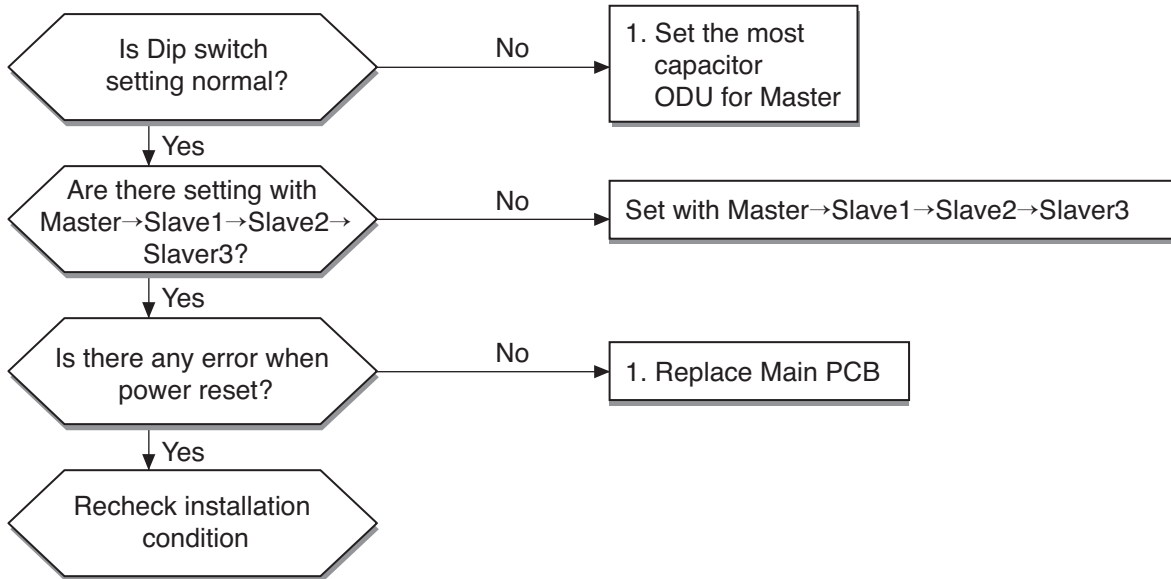 Is Dip switch
setting normal?
No
1. Set the most
capacitor
ODU for Master
Yes
Are there setting with
Master→Slave1→Slave2→
Slaver3?
No
Set with Master→Slave1→Slave2→Slaver3
Yes
Is there any error when
power reset?
No
1. Replace Main PCB
Yes
Recheck installation
condition